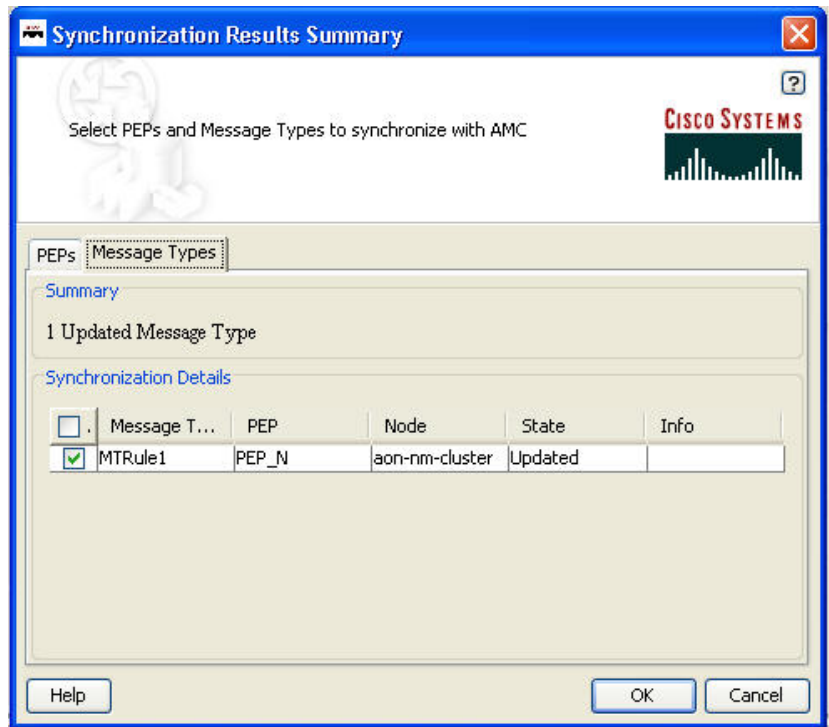 Synchronization Results Summary
?
Select PEPs and Message Types to synchronize with AMC
CISCO SYSTEMS
PEPs Message Types
Summary
1 Updated Message Type
Synchronization Details
. Message T... PEP Node State Info
MTRule1 PEP_N aon-nm-cluster Updated
Help OK Cancel